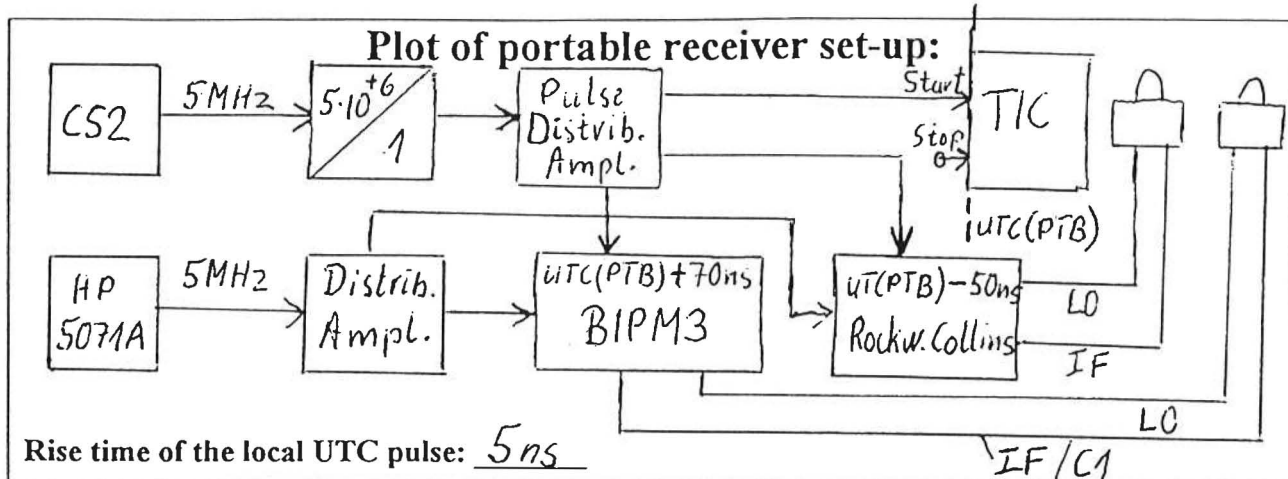 Plot of portable receiver set-up:
CS2
5MHz
5·10+6
1
Pulse
Distrib.
Ampl.
Start
Stop
TIC
UTC(PTB)
HP
5071A
5MHz
Distrib.
Ampl.
UTC(PTB)+70ns
BIPM3
UT(PTB)-50ns
Rockw.Collins
LO
IF
LO
IF/C1
Rise time of the local UTC pulse: 5ns